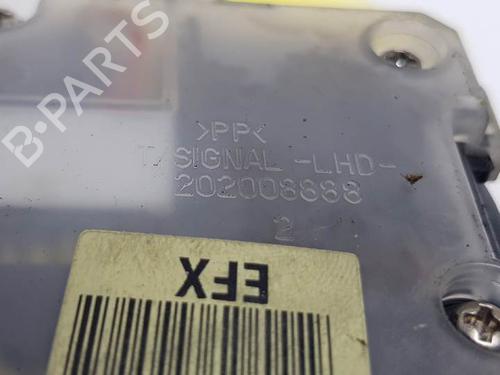 >PP<
T.SIGNAL -LHD-
202008888
2
EFX
B-PARTS